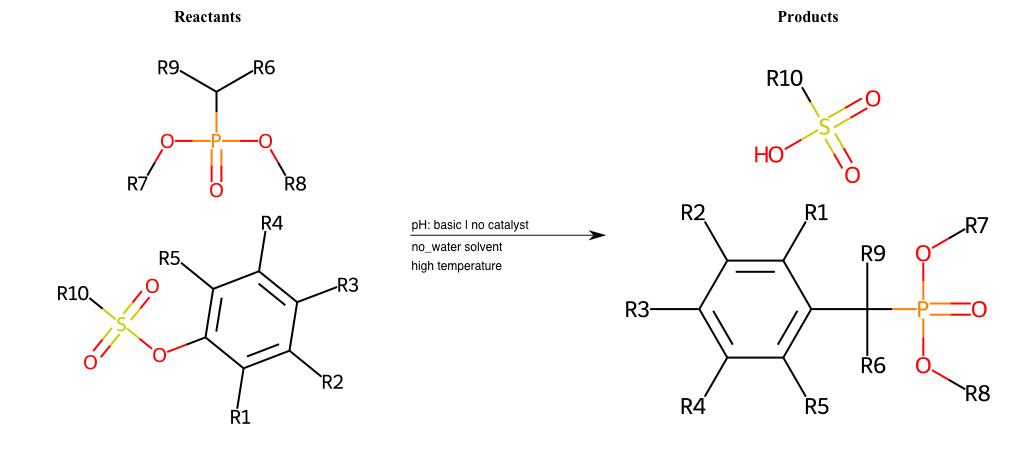 Reactants
Products
R9
R6
O
P
O
R7
O
R8
R10
O
S
HO
O
pH: basic | no catalyst
no_water solvent
high temperature
R4
R5
R3
R10
O
S
O
O
R2
R1
R2
R1
R7
R9
O
R3
P
O
O
R6
R8
R4
R5